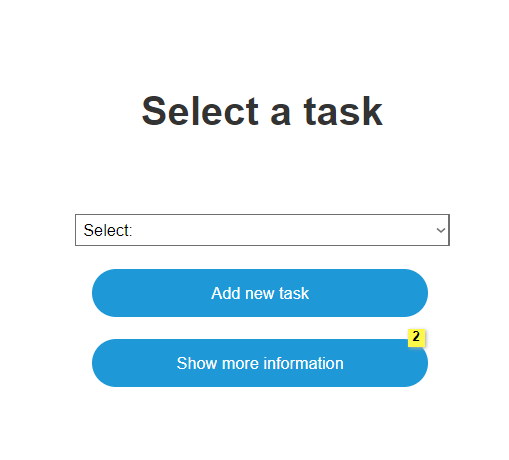 Select a task
Select:
Add new task
2
Show more information